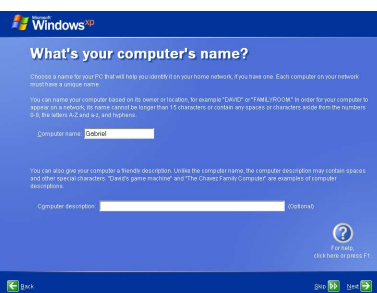 Microsoft
Windows xp
What's your computer's name?
Choose a name for your PC that will help you identify it on your home network, if you have one. Each computer on your network
must have a unique name.
You can name your computer based on its owner or location, for example "DAVID" or "FAMILYROOM." In order for your computer to
appear on a network, its name cannot be longer than 15 characters or contain any spaces or characters aside from the numbers
0-9, the letters A-Z and a-z, and hyphens.
Computer name: Gebriel
You can also give your computer a friendly description. Unlike the computer name, the computer description may contain spaces
and other special characters. "David's game machine" and "The Chavez Family Computer" are examples of computer
descriptions.
Computer description: (Optional)
?
For help,
click here or press F1.
Back
Skip
Next